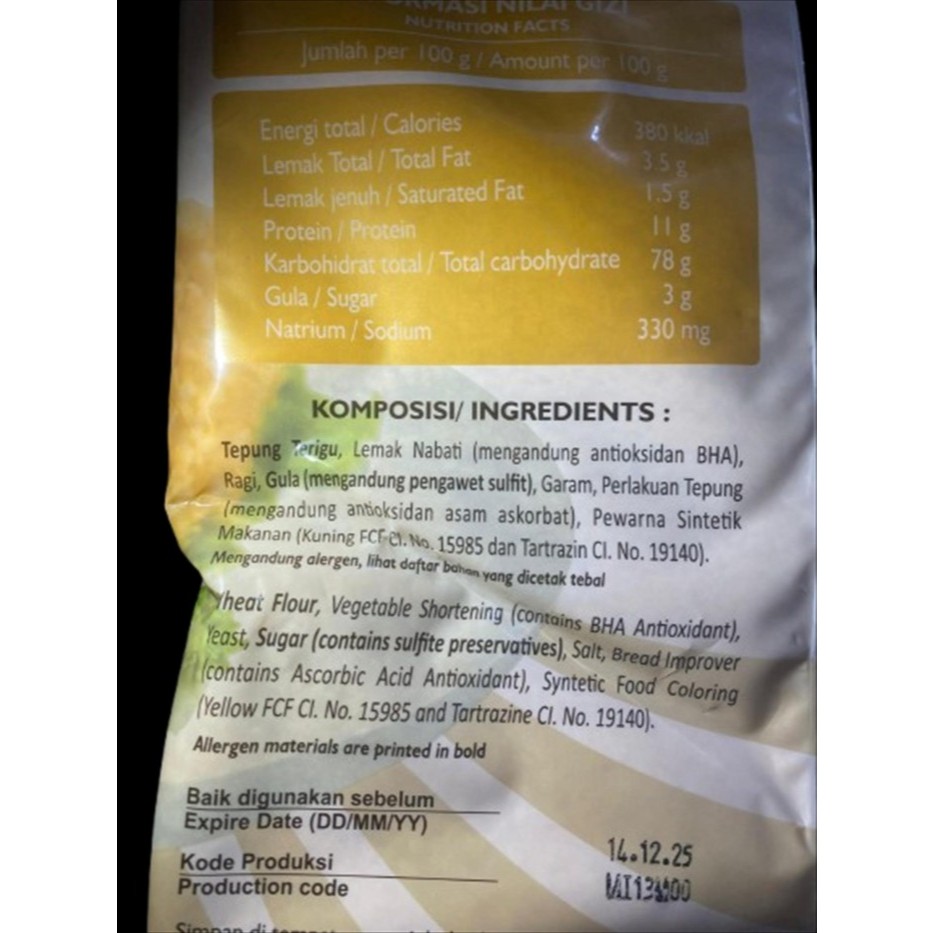 NILAI GIZI
NUTRITION FACTS
Jumlah per 100 g / Amount per 100 g
Energi total / Calories 380 kkal
Lemak Total / Total Fat 3.5 g
Lemak jenuh / Saturated Fat 1.5 g
Protein / Protein 11 g
Karbohidrat total / Total carbohydrate 78 g
Gula / Sugar 3 g
Natrium / Sodium 330 mg
KOMPOSISI/ INGREDIENTS :
Tepung Terigu, Lemak Nabati (mengandung antioksidan BHA),
Ragi, Gula (mengandung pengawet sulfit), Garam, Perlakuan Tepung
(mengandung antioksidan asam askorbat), Pewarna Sintetik
Makanan (Kuning FCF CI. No. 15985 dan Tartrazin CI. No. 19140).
Mengandung alergen, lihat daftar bahan yang dicetak tebal
Wheat Flour, Vegetable Shortening (contains BHA Antioxidant),
Yeast, Sugar (contains sulfite preservatives), Salt, Bread Improver
(contains Ascorbic Acid Antioxidant), Syntetic Food Coloring
(Yellow FCF CI. No. 15985 and Tartrazine CI. No. 19140).
Allergen materials are printed in bold
Baik digunakan sebelum
Expire Date (DD/MM/YY)
14.12.25
Kode Produksi
Production code